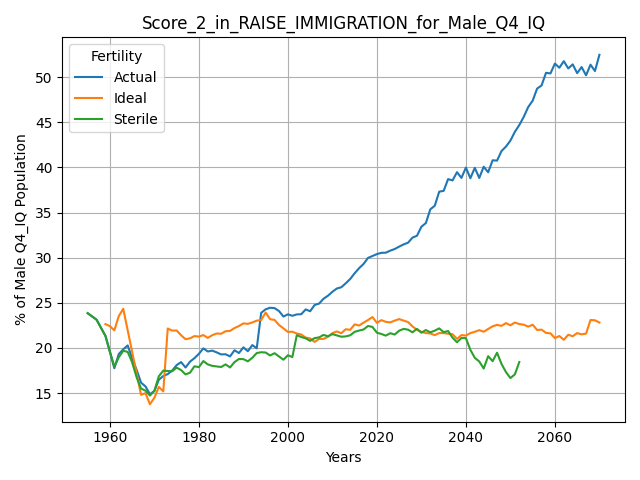 Score_2_in_RAISE_IMMIGRATION_for_Male_Q4_IQ
Fertility
Actual
Ideal
Sterile
% of Male Q4_IQ Population
50
45
40
35
30
25
20
15
1960
1980
2000
2020
2040
2060
Years